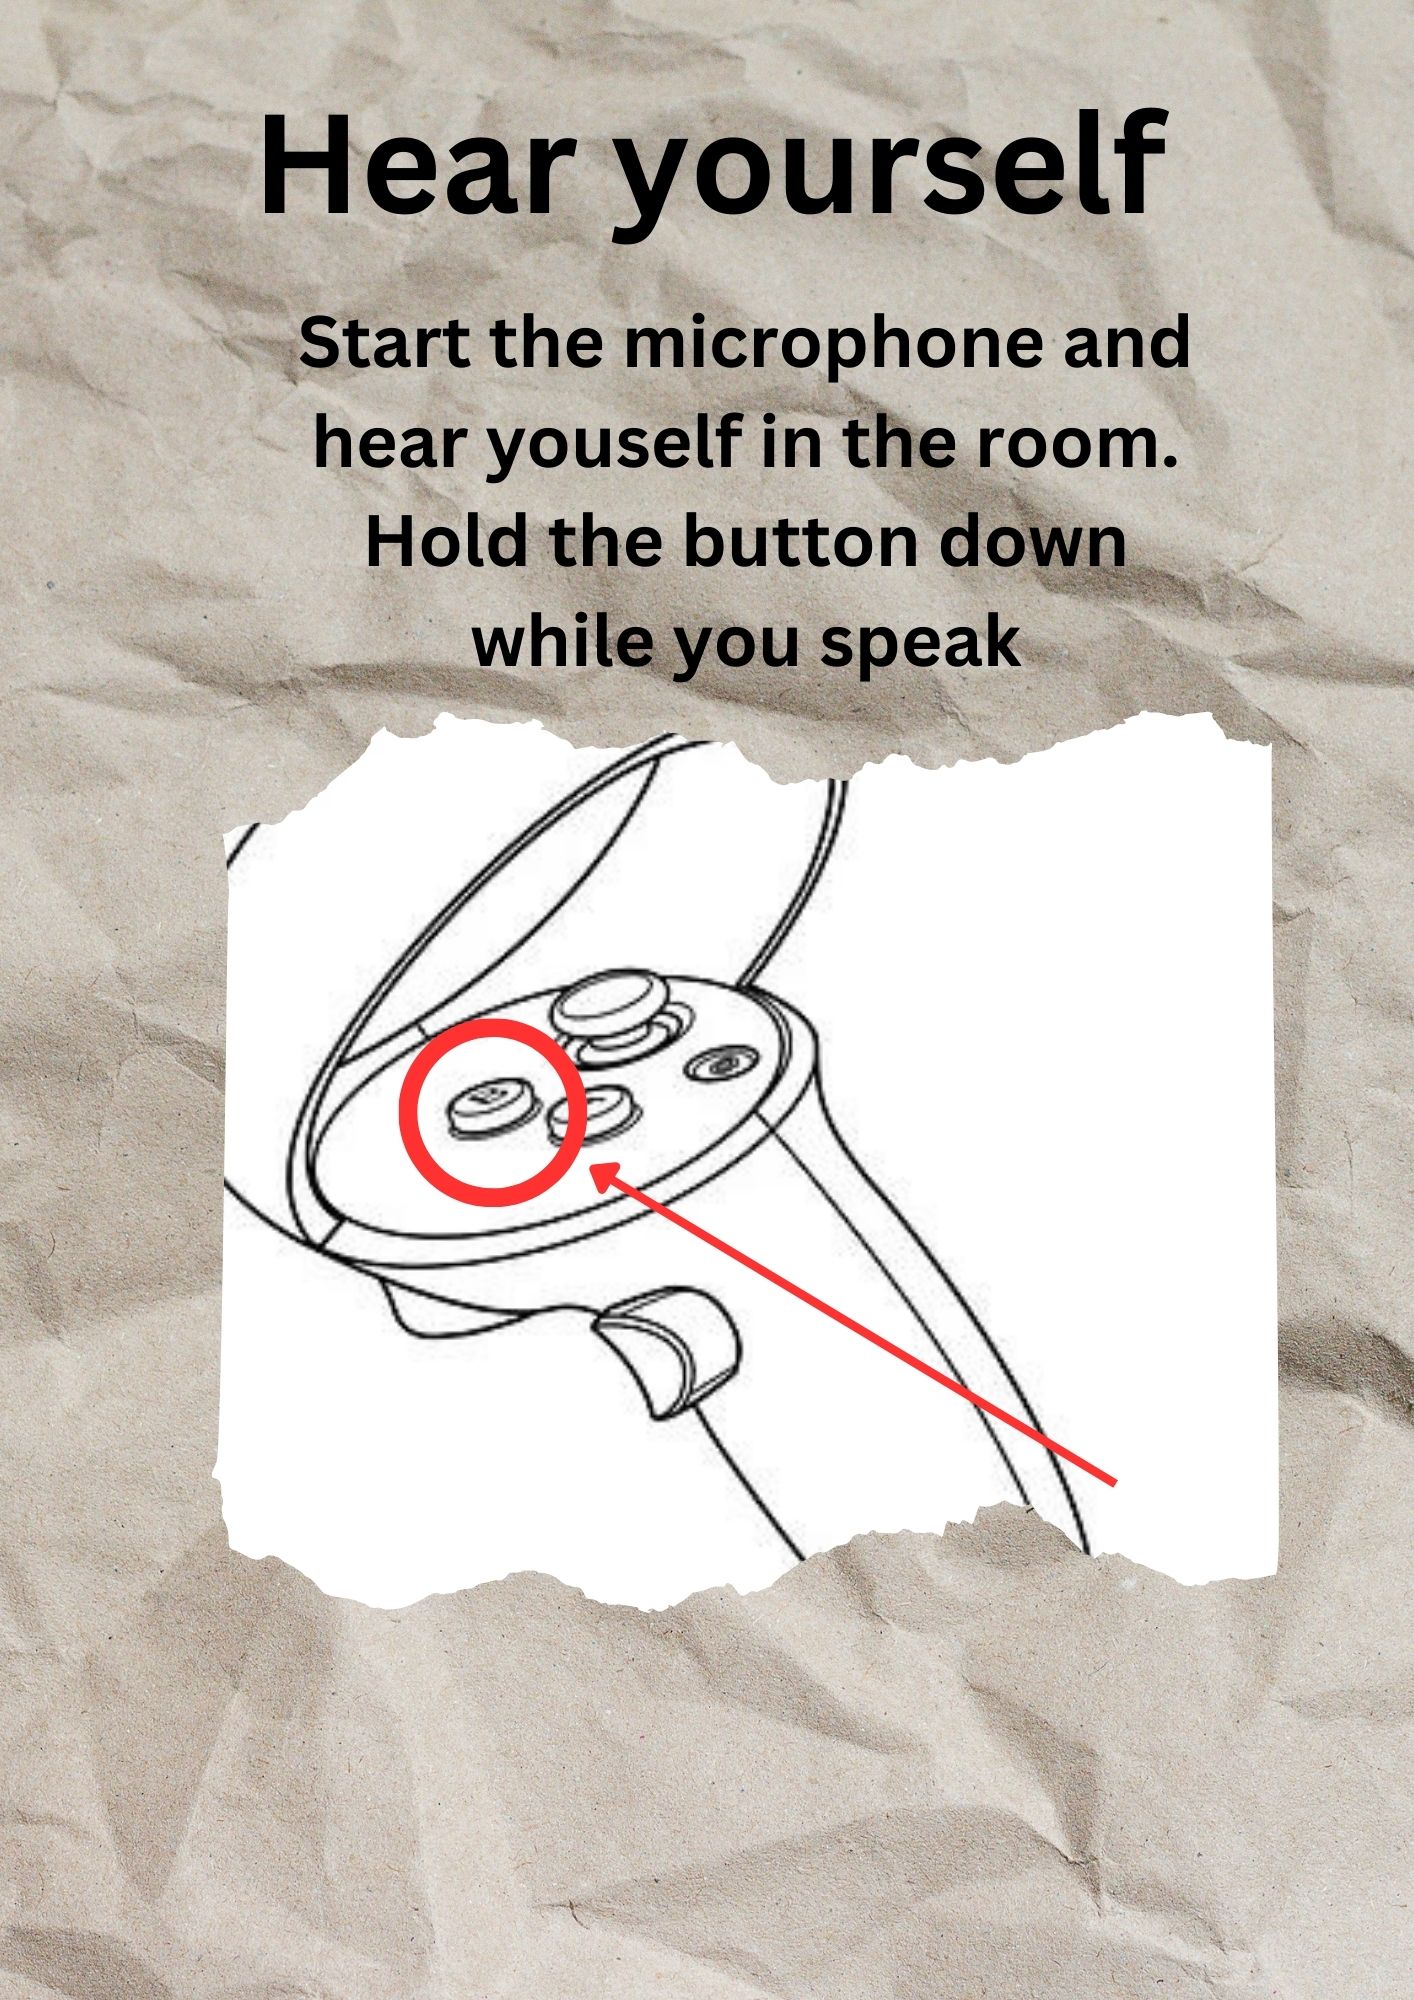 Hear yourself
Start the microphone and
hear youself in the room.
Hold the button down
while you speak